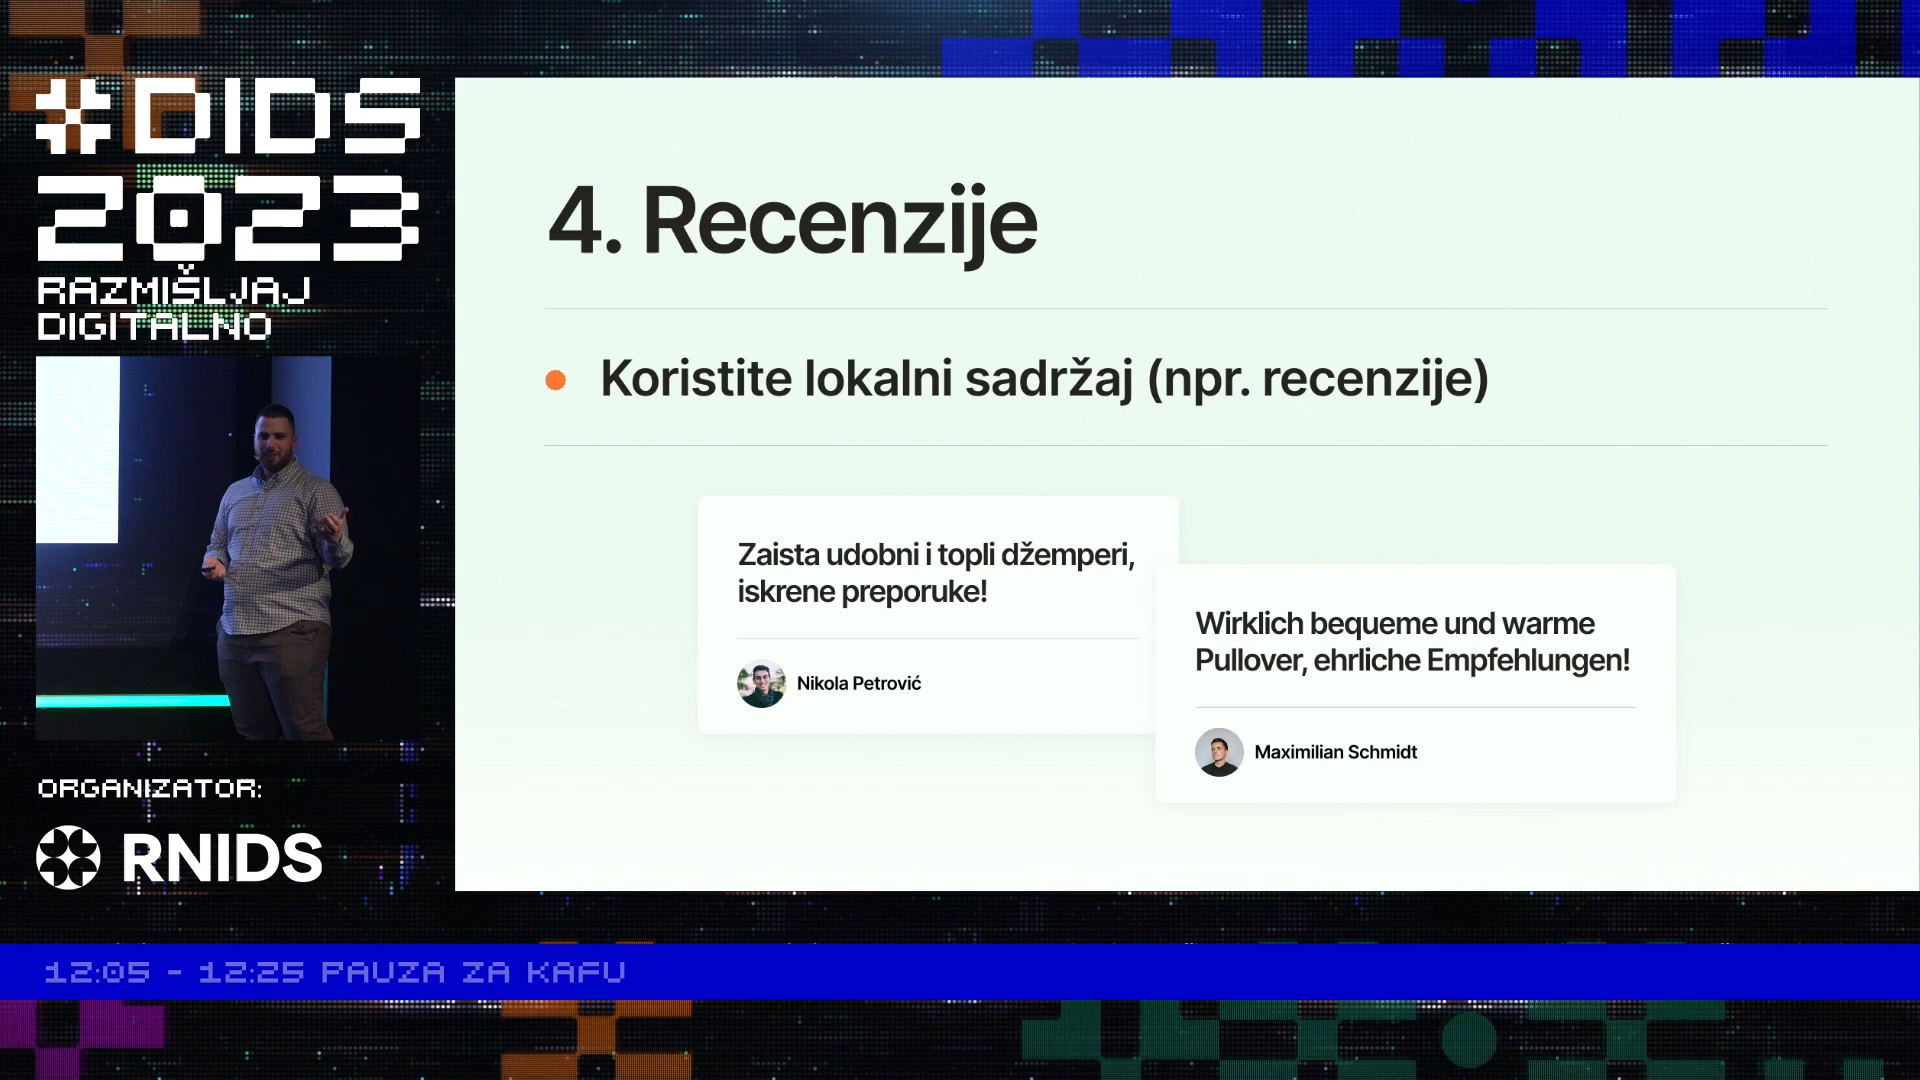 #DIDS
2023
RAZMIŠLJAJ
DIGITALNO
ORGANIZATOR:
RNIDS
4. Recenzije
Koristite lokalni sadržaj (npr. recenzije)
Zaista udobni i topli džemperi,
iskrene preporuke!
Nikola Petrović
Wirklich bequeme und warme
Pullover, ehrliche Empfehlungen!
Maximilian Schmidt
12:05 - 12:25 PAUZA ZA KAFU